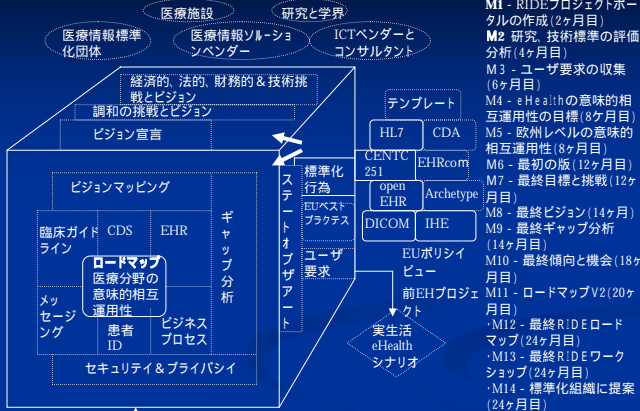 医療施設
研究と学界
医療情報標準
化団体
医療情報ソルーショ
ンベンダー
ICTベンダーと
コンサルタント
経済的、法的、財務的&技術挑
戦とビジョン
調和の挑戦とビジョン
ビジョン宣言
ビジョンマッピング
臨床ガイド
ライン
CDS
EHR
ロードマップ
医療分野の
意味的相互
運用性
メッ
セージ
ング
患者
ID
ビジネス
プロセス
ギャップ分析
セキュリティ&プライバシイ
ステートオブザアート
標準化
行為
EUベスト
プラクテス
ユーザ
要求
テンプレート
HL7
CDA
CENTC
251
EHRcom
open
EHR
Archetype
DICOM
IHE
EUポリシイ
ビュー
前EHプロジェ
クト
実生活
eHealth
シナリオ
M1 - RIDEプロジェクトポー
タルの作成(2ヶ月目)
M2 研究、技術標準の評価
分析(4ヶ月目)
M3 - ユーザ要求の収集
(6ヶ月目)
M4 - eHealthの意味的相
互運用性の目標(8ケ月目)
M5 - 欧州レベルの意味的
相互運用性(8ヶ月目)
M6 - 最初の版(12ヶ月目)
M7 - 最終目標と挑戦(12ヶ
月目)
M8 - 最終ビジョン(14ヶ月)
M9 - 最終ギャップ分析
(14ヶ月目)
M10 - 最終傾向と機会(18ヶ
月目)
M11 - ロードマップV2(20ヶ
月目)
·M12 - 最終RIDEロード
マップ(24ヶ月目)
·M13 - 最終RIDEワーク
ショップ(24ヶ月目)
·M14 - 標準化組織に提案
(24ヶ月目)